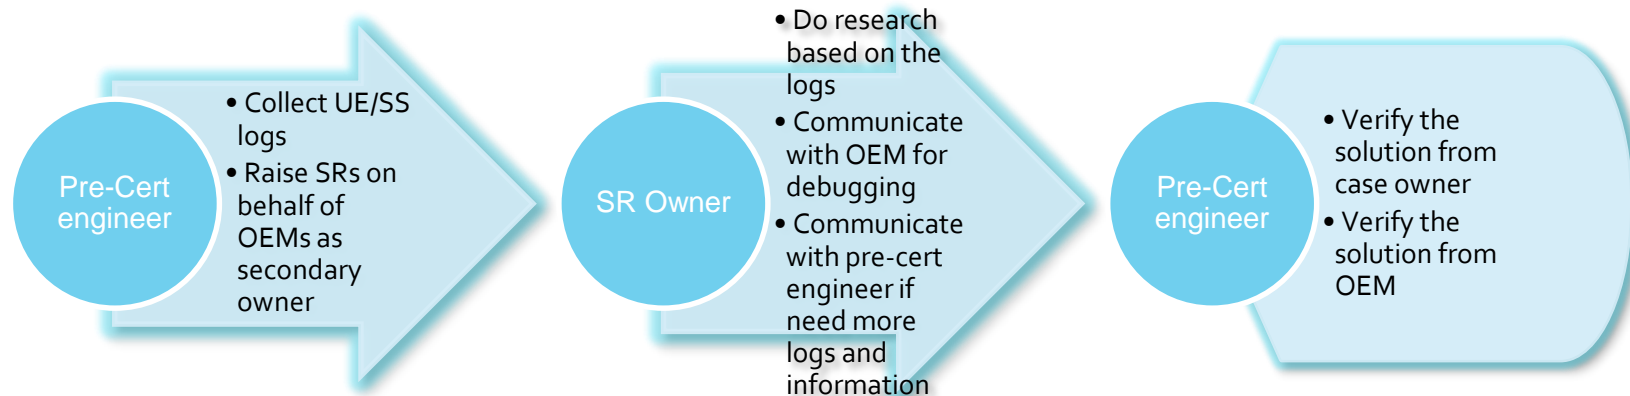 Pre-Cert
engineer
• Collect UE/SS
logs
• Raise SRs on
behalf of
OEMs as
secondary
owner
SR Owner
• Do research
based on the
logs
• Communicate
with OEM for
debugging
• Communicate
with pre-cert
engineer if
need more
logs and
information
Pre-Cert
engineer
• Verify the
solution from
case owner
• Verify the
solution from
OEM